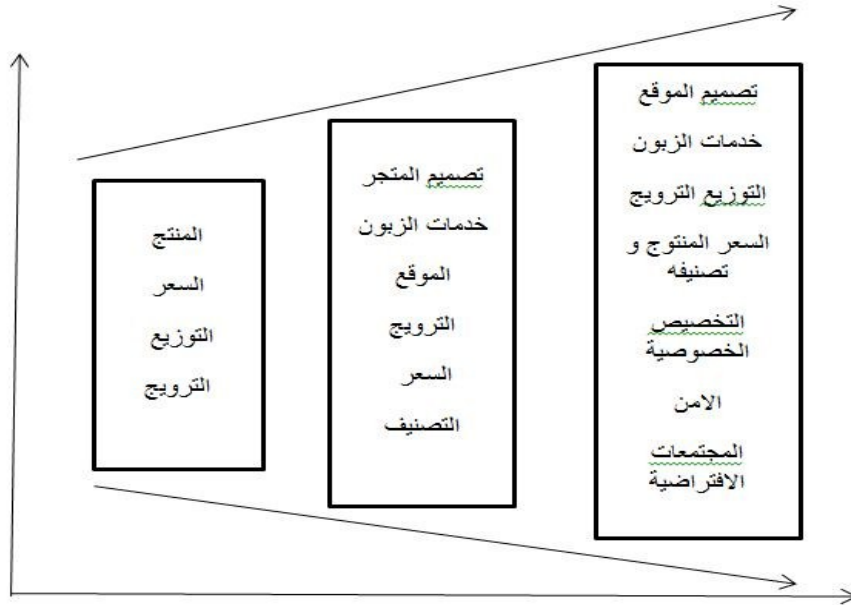 تصميم الموقع
خدمات الزبون
التوزيع الترويج
السعر المنتوج و
تصنيفه
التخصيص
الخصوصية
الامن
المجتمعات
الافتراضية
تصميم المتجر
خدمات الزبون
الموقع
الترويج
السعر
التصنيف
المنتج
السعر
التوزيع
الترويج